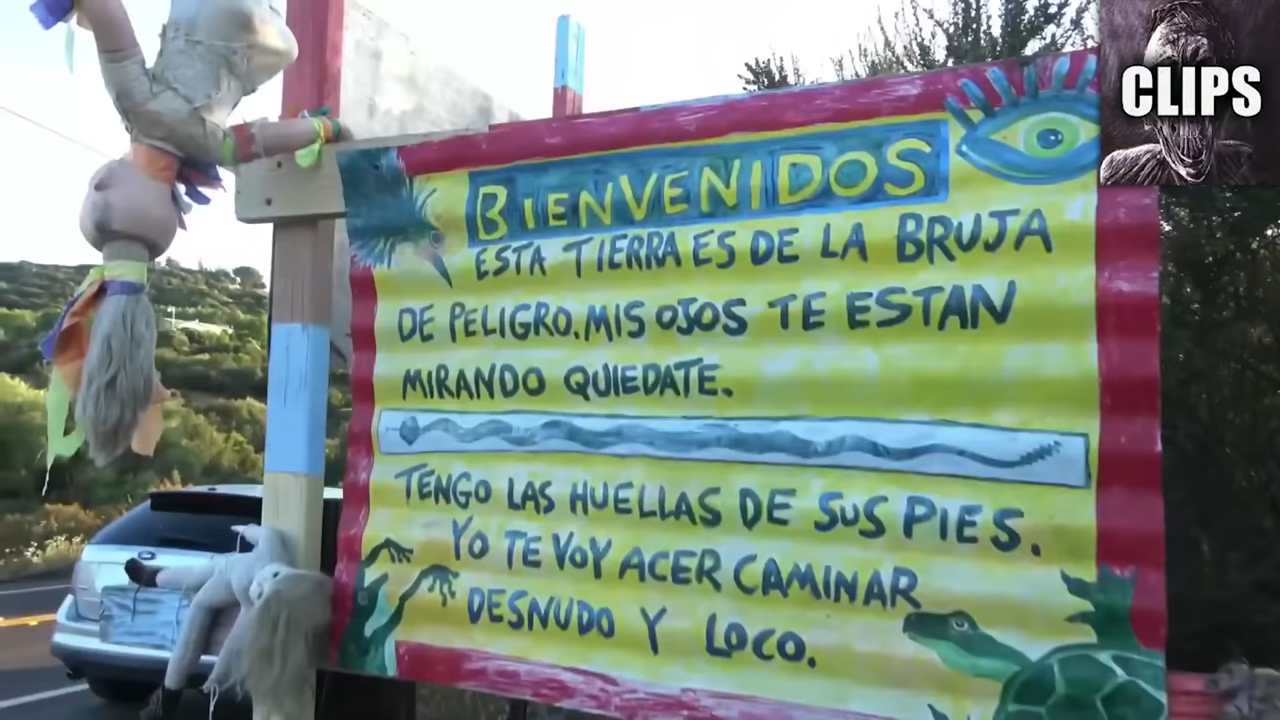 CLIPS
BIENVENIDOS
ESTA TIERRA ES DE LA BRUJA
DE PELIGRO. MIS OJOS TE ESTAN
MIRANDO QUIEDATE.
TENGO LAS HUELLAS DE SUS PIES.
YO TE VOY ACER CAMINAR
DESNUDO Y LOCO.